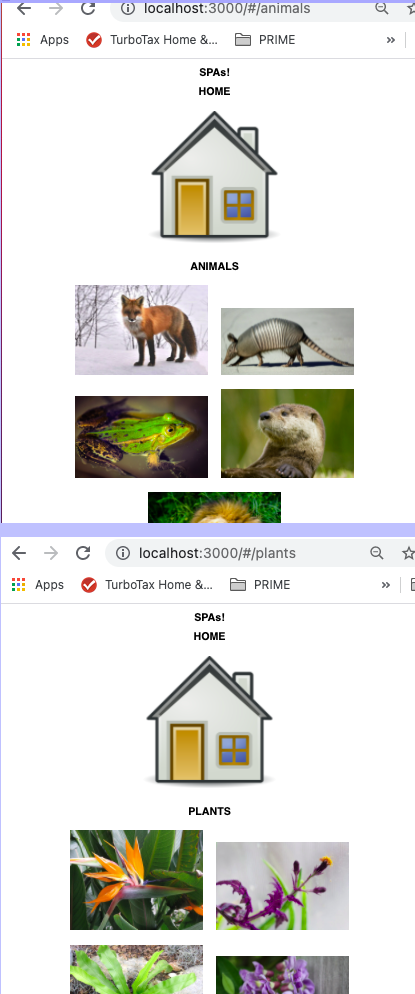 localhost:3000/#/animals
Apps TurboTax Home &... PRIME »
SPAs!
HOME
ANIMALS
localhost:3000/#/plants
Apps TurboTax Home &... PRIME »
SPAs!
HOME
PLANTS